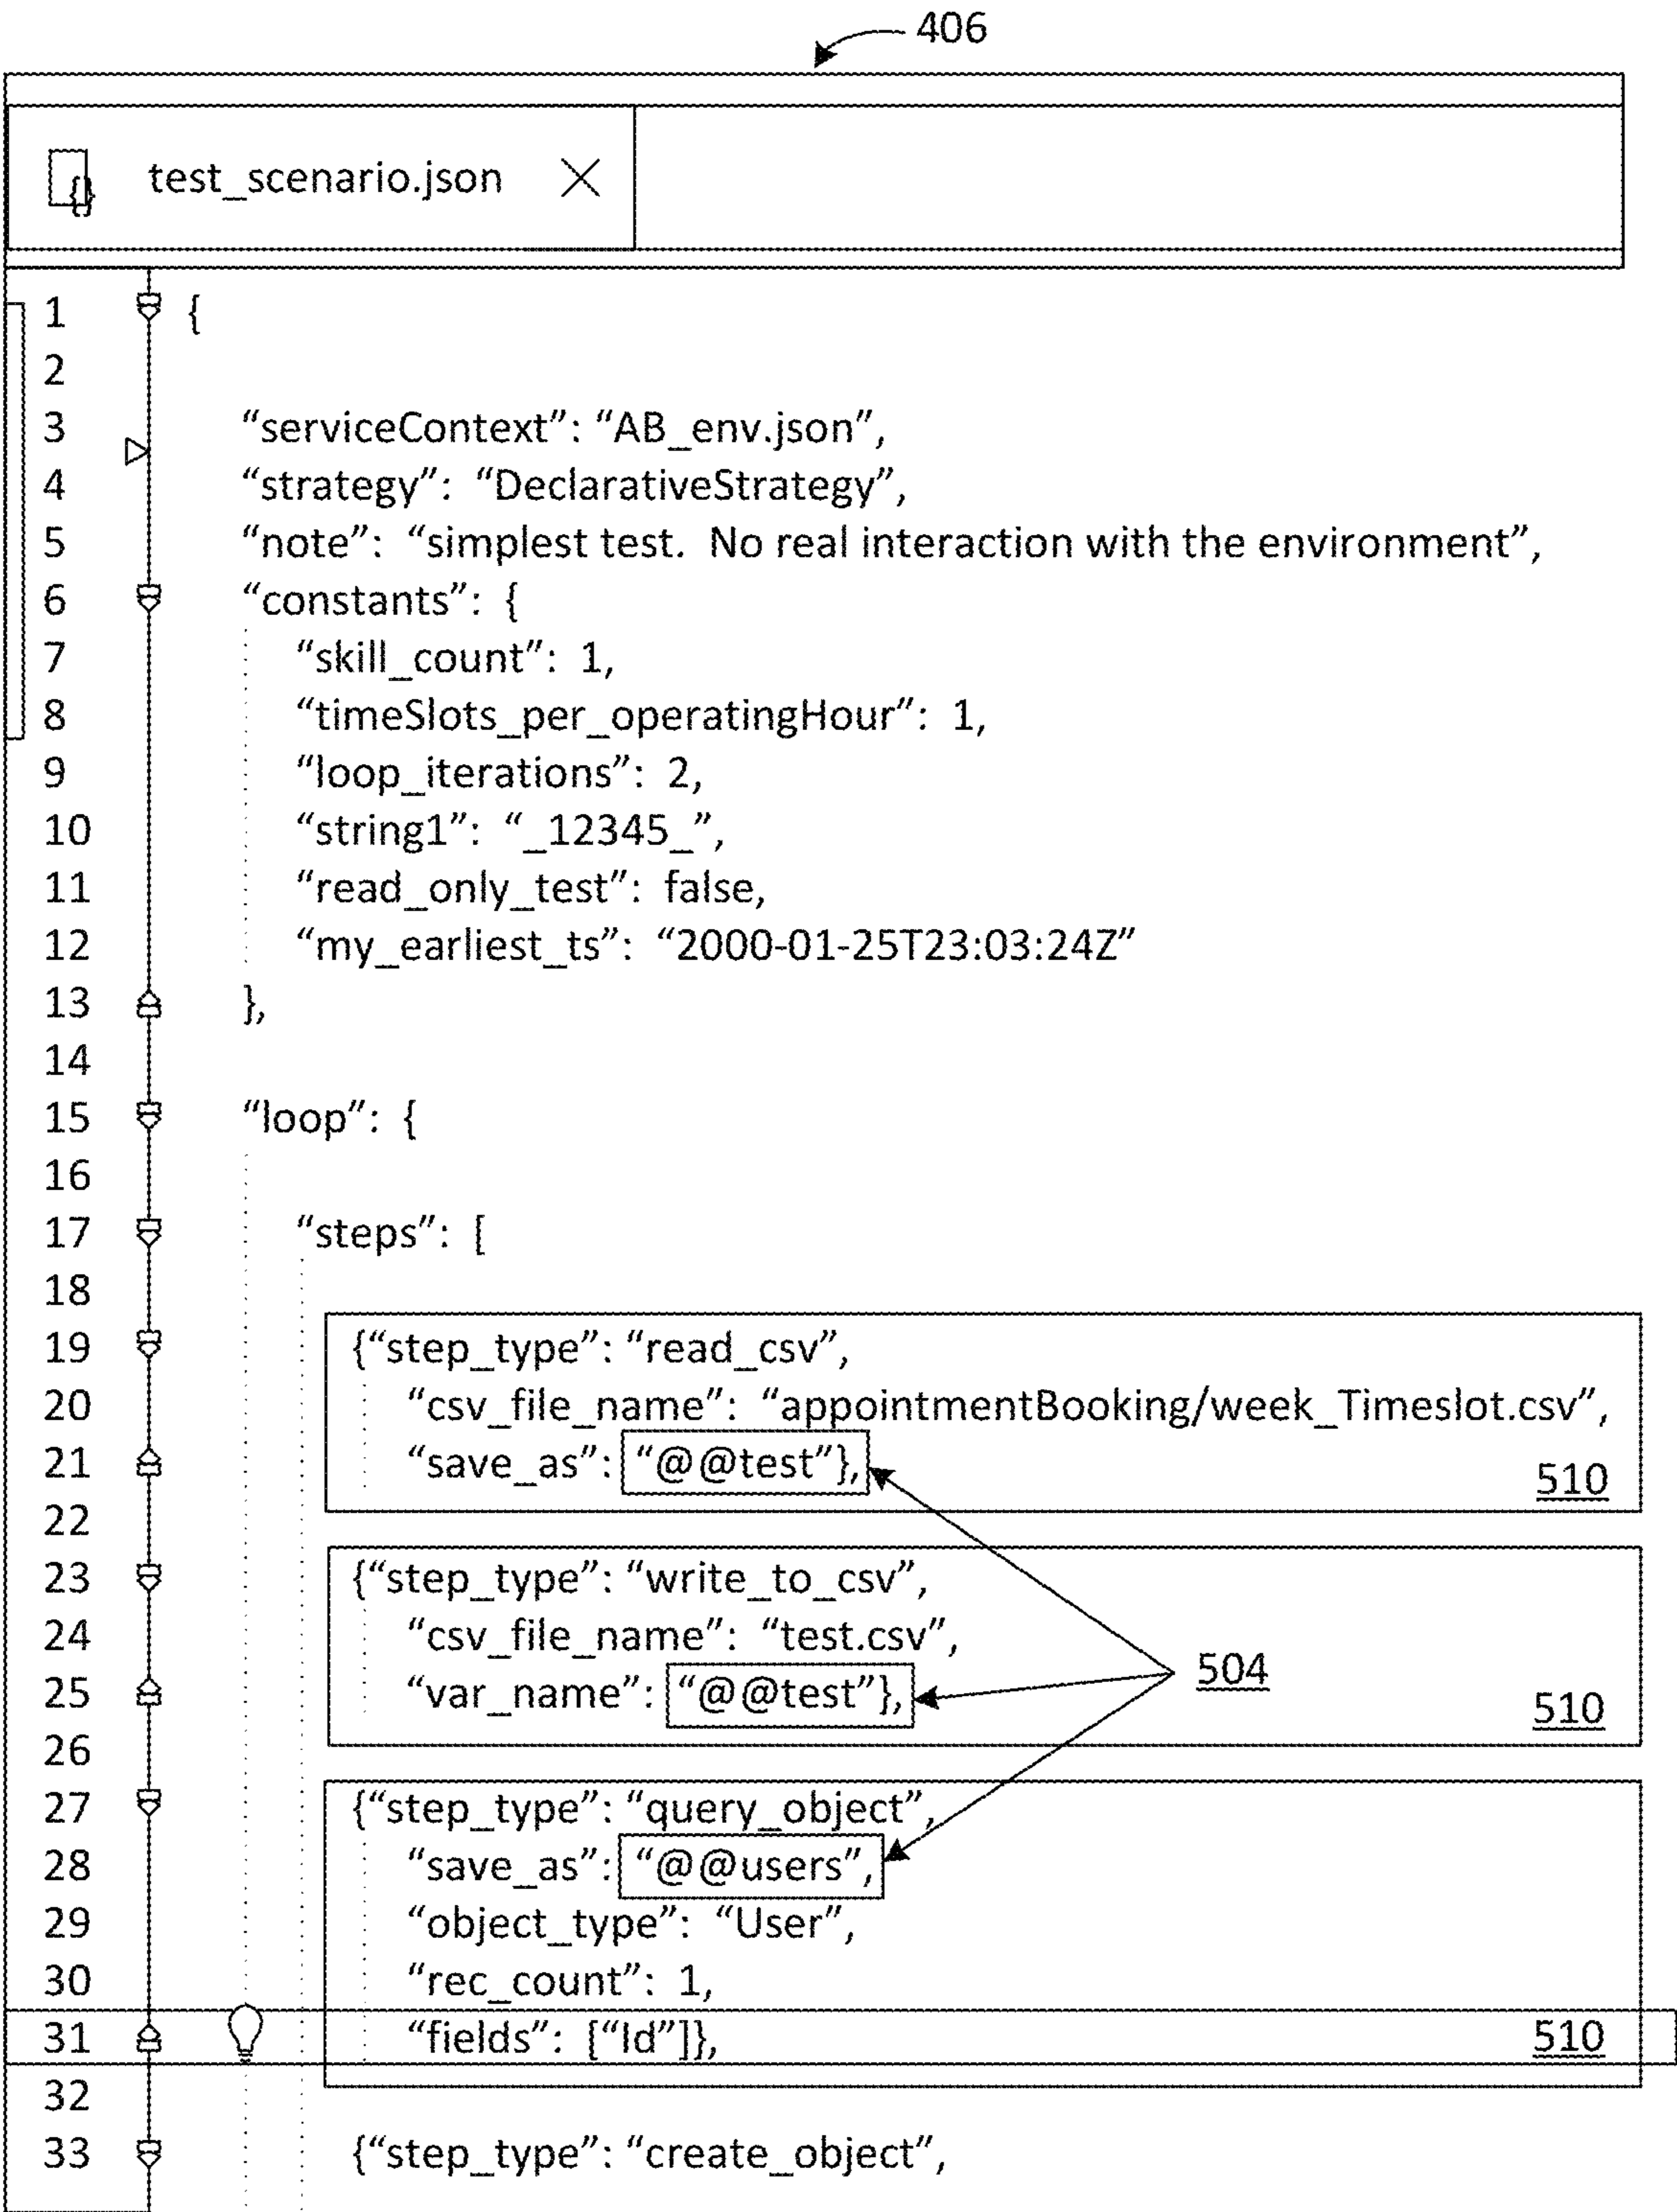 406
test_scenario.json
1 {
2
3 “serviceContext”: “AB_env.json”,
4 “strategy”: “DeclarativeStrategy”,
5 “note”: “simplest test. No real interaction with the environment”,
6 “constants”: {
7 “skill_count”: 1,
8 “timeSlots_per_operatingHour”: 1,
9 “loop_iterations”: 2,
10 “string1”: “_12345_”,
11 “read_only_test”: false,
12 “my_earliest_ts”: “2000-01-25T23:03:24Z”
13 },
14
15 “loop”: {
16
17 “steps”: [
18
19 {“step_type”: “read_csv”,
20 “csv_file_name”: “appointmentBooking/week_Timeslot.csv”,
21 “save_as”: “@@test”},
510
22
23 {“step_type”: “write_to_csv”,
24 “csv_file_name”: “test.csv”,
504
25 “var_name”: “@@test”},
510
26
27 {“step_type”: “query_object”,
28 “save_as”: “@@users”,
29 “object_type”: “User”,
30 “rec_count”: 1,
31 “fields”: [“Id”]}, 510
32
33 {“step_type”: “create_object”,